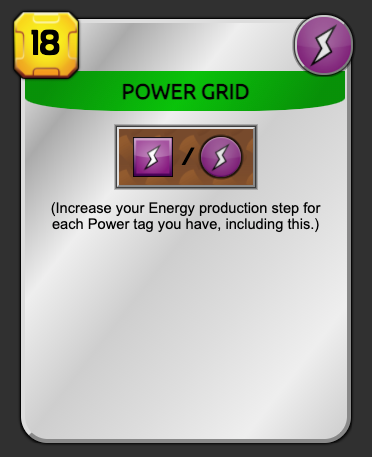 18
POWER GRID
/
(Increase your Energy production step for
each Power tag you have, including this.)